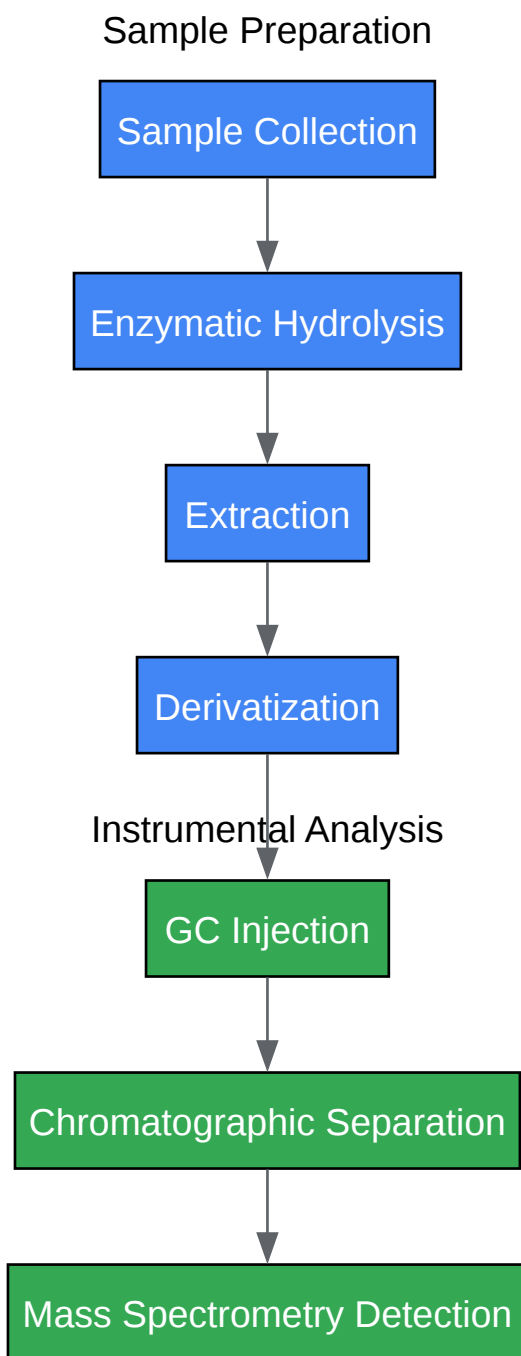 Sample Preparation
Sample Collection
Enzymatic Hydrolysis
Extraction
Derivatization
Instrumental Analysis
GC Injection
Chromatographic Separation
Mass Spectrometry Detection